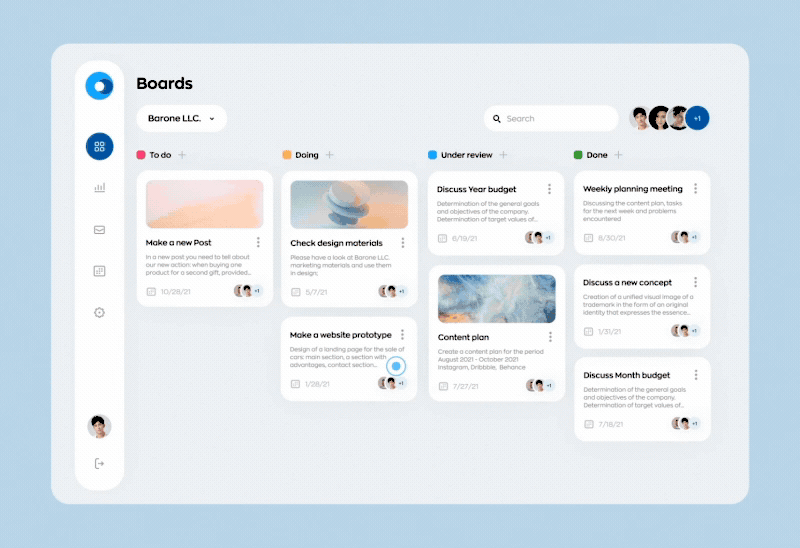 Boards
Barone LLC.
Search
+1
To do
Doing
Under review
Done
Make a new Post
In a new post you need to tell about
our new action: when buying one
product for a second gift, provided...
10/28/21
+1
Check design materials
Please have a look at Barone LLC.
marketing materials and use them
in design:
5/7/21
+1
Make a website prototype
Design of a landing page for the sale of
cars: main section, a section with
advantages, contact section...
1/28/21
+1
Discuss Year budget
Determination of the general goals
and objectives of the company.
Determination of target values of...
6/19/21
+1
Content plan
Create a content plan for the period
August 2021 - October 2021
Instagram, Dribbble, Behance
7/27/21
+1
Weekly planning meeting
Discussing the content plan, tasks
for the next week and problems
encountered
6/30/21
+1
Discuss a new concept
Creation of a unified visual image of a
trademark in the form of an original
identity that expresses the essence...
1/31/21
+1
Discuss Month budget
Determination of the general goals
and objectives of the company.
Determination of target values of...
7/18/21
+1